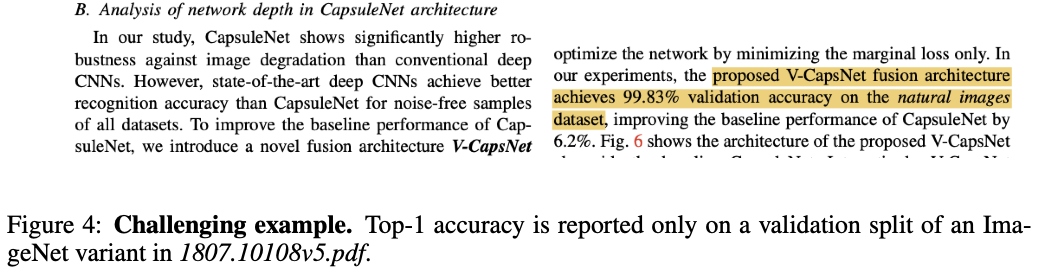 B. Analysis of network depth in CapsuleNet architecture
In our study, CapsuleNet shows significantly higher ro-
bustness against image degradation than conventional deep
CNNs. However, state-of-the-art deep CNNs achieve better
recognition accuracy than CapsuleNet for noise-free samples
of all datasets. To improve the baseline performance of Cap-
suleNet, we introduce a novel fusion architecture V-CapsNet
optimize the network by minimizing the marginal loss only. In
our experiments, the proposed V-CapsNet fusion architecture
achieves 99.83% validation accuracy on the natural images
dataset, improving the baseline performance of CapsuleNet by
6.2%. Fig. 6 shows the architecture of the proposed V-CapsNet
Figure 4: Challenging example. Top-1 accuracy is reported only on a validation split of an Ima-
geNet variant in 1807.10108v5.pdf.